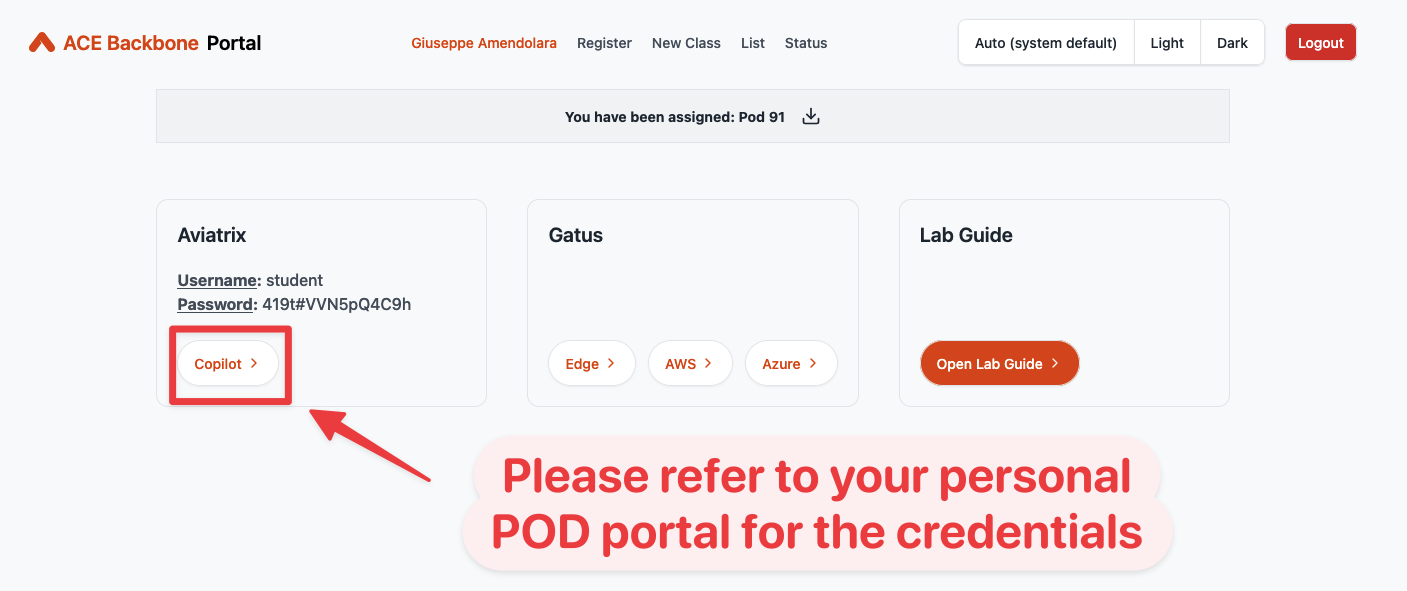 ACE Backbone Portal
Giuseppe Amendolara Register New Class List Status
Auto (system default) Light Dark
Logout
You have been assigned: Pod 91
Aviatrix
Username: student
Password: 419t#VVN5pQ4C9h
Copilot
Gatus
Edge AWS Azure
Lab Guide
Open Lab Guide
Please refer to your personal
POD portal for the credentials